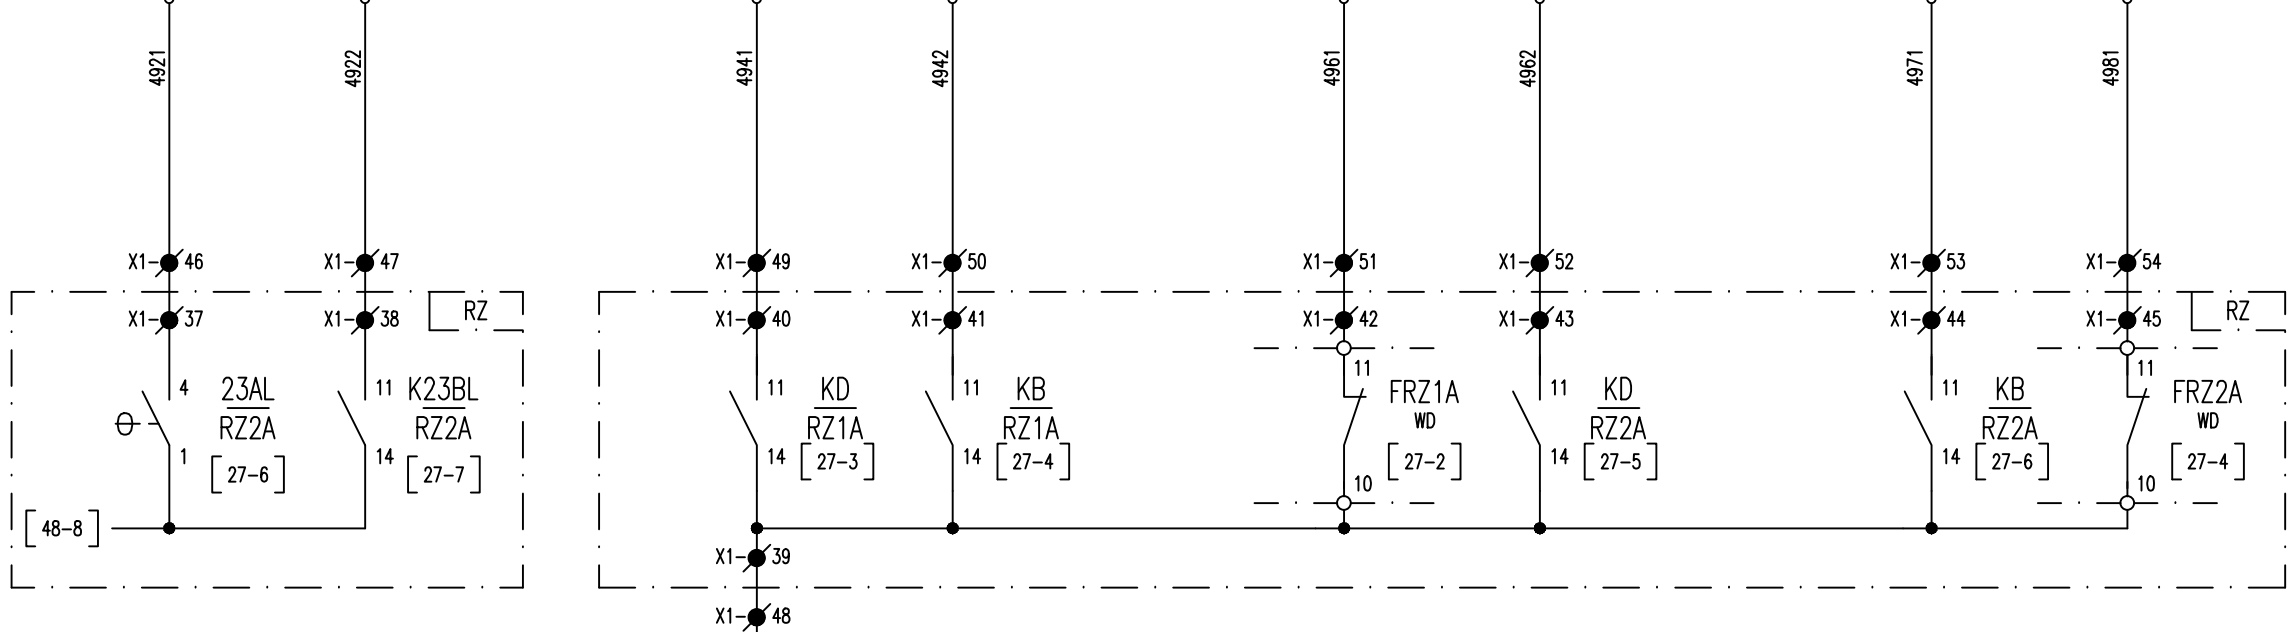 4921
4922
4941
4942
4961
4962
4971
4981
X1- 46
X1- 47
X1- 49
X1- 50
X1- 51
X1- 52
X1- 53
X1- 54
RZ
RZ
X1- 37
X1- 38
X1- 40
X1- 41
X1- 42
X1- 43
X1- 44
X1- 45
4
23AL
RZ2A
1
27-6
11
K23BL
RZ2A
14
27-7
11
KD
RZ1A
14
27-3
11
KB
RZ1A
14
27-4
11
FRZ1A
WD
27-2
10
11
KD
RZ2A
14
27-5
11
KB
RZ2A
14
27-6
11
FRZ2A
WD
27-4
10
48-8
X1- 39
X1- 48